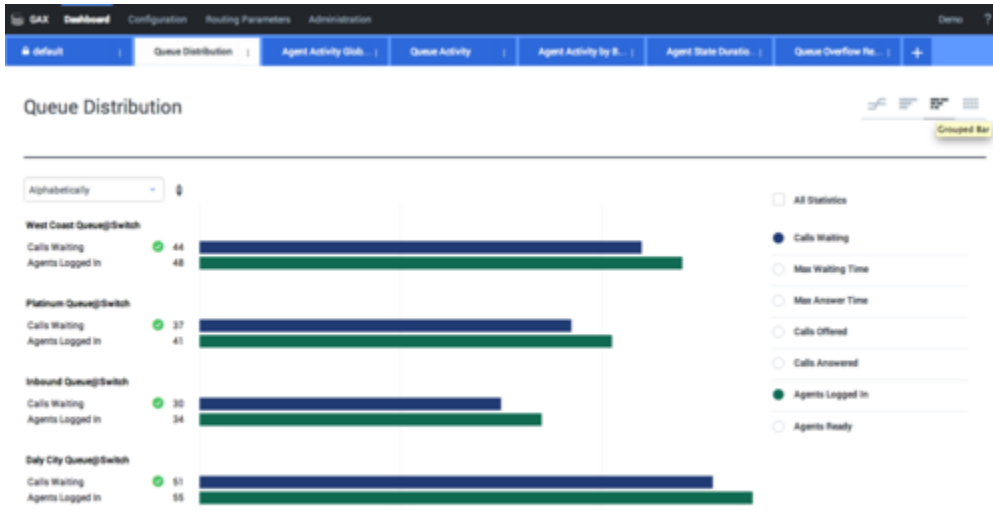 GAX Dashboard Configuration Routing Parameters Administration Demo ?
default Queue Distribution Agent Activity Glob... Queue Activity Agent Activity by B... Agent State Duratio... Queue Overflow Re... +
Queue Distribution
Grouped Bar
Alphabetically
All Statistics
West Coast Queue@Switch
Calls Waiting 44
Agents Logged In 48
Platinum Queue@Switch
Calls Waiting 37
Agents Logged In 41
Inbound Queue@Switch
Calls Waiting 30
Agents Logged In 34
Daly City Queue@Switch
Calls Waiting 51
Agents Logged In 55
Calls Waiting
Max Waiting Time
Max Answer Time
Calls Offered
Calls Answered
Agents Logged In
Agents Ready